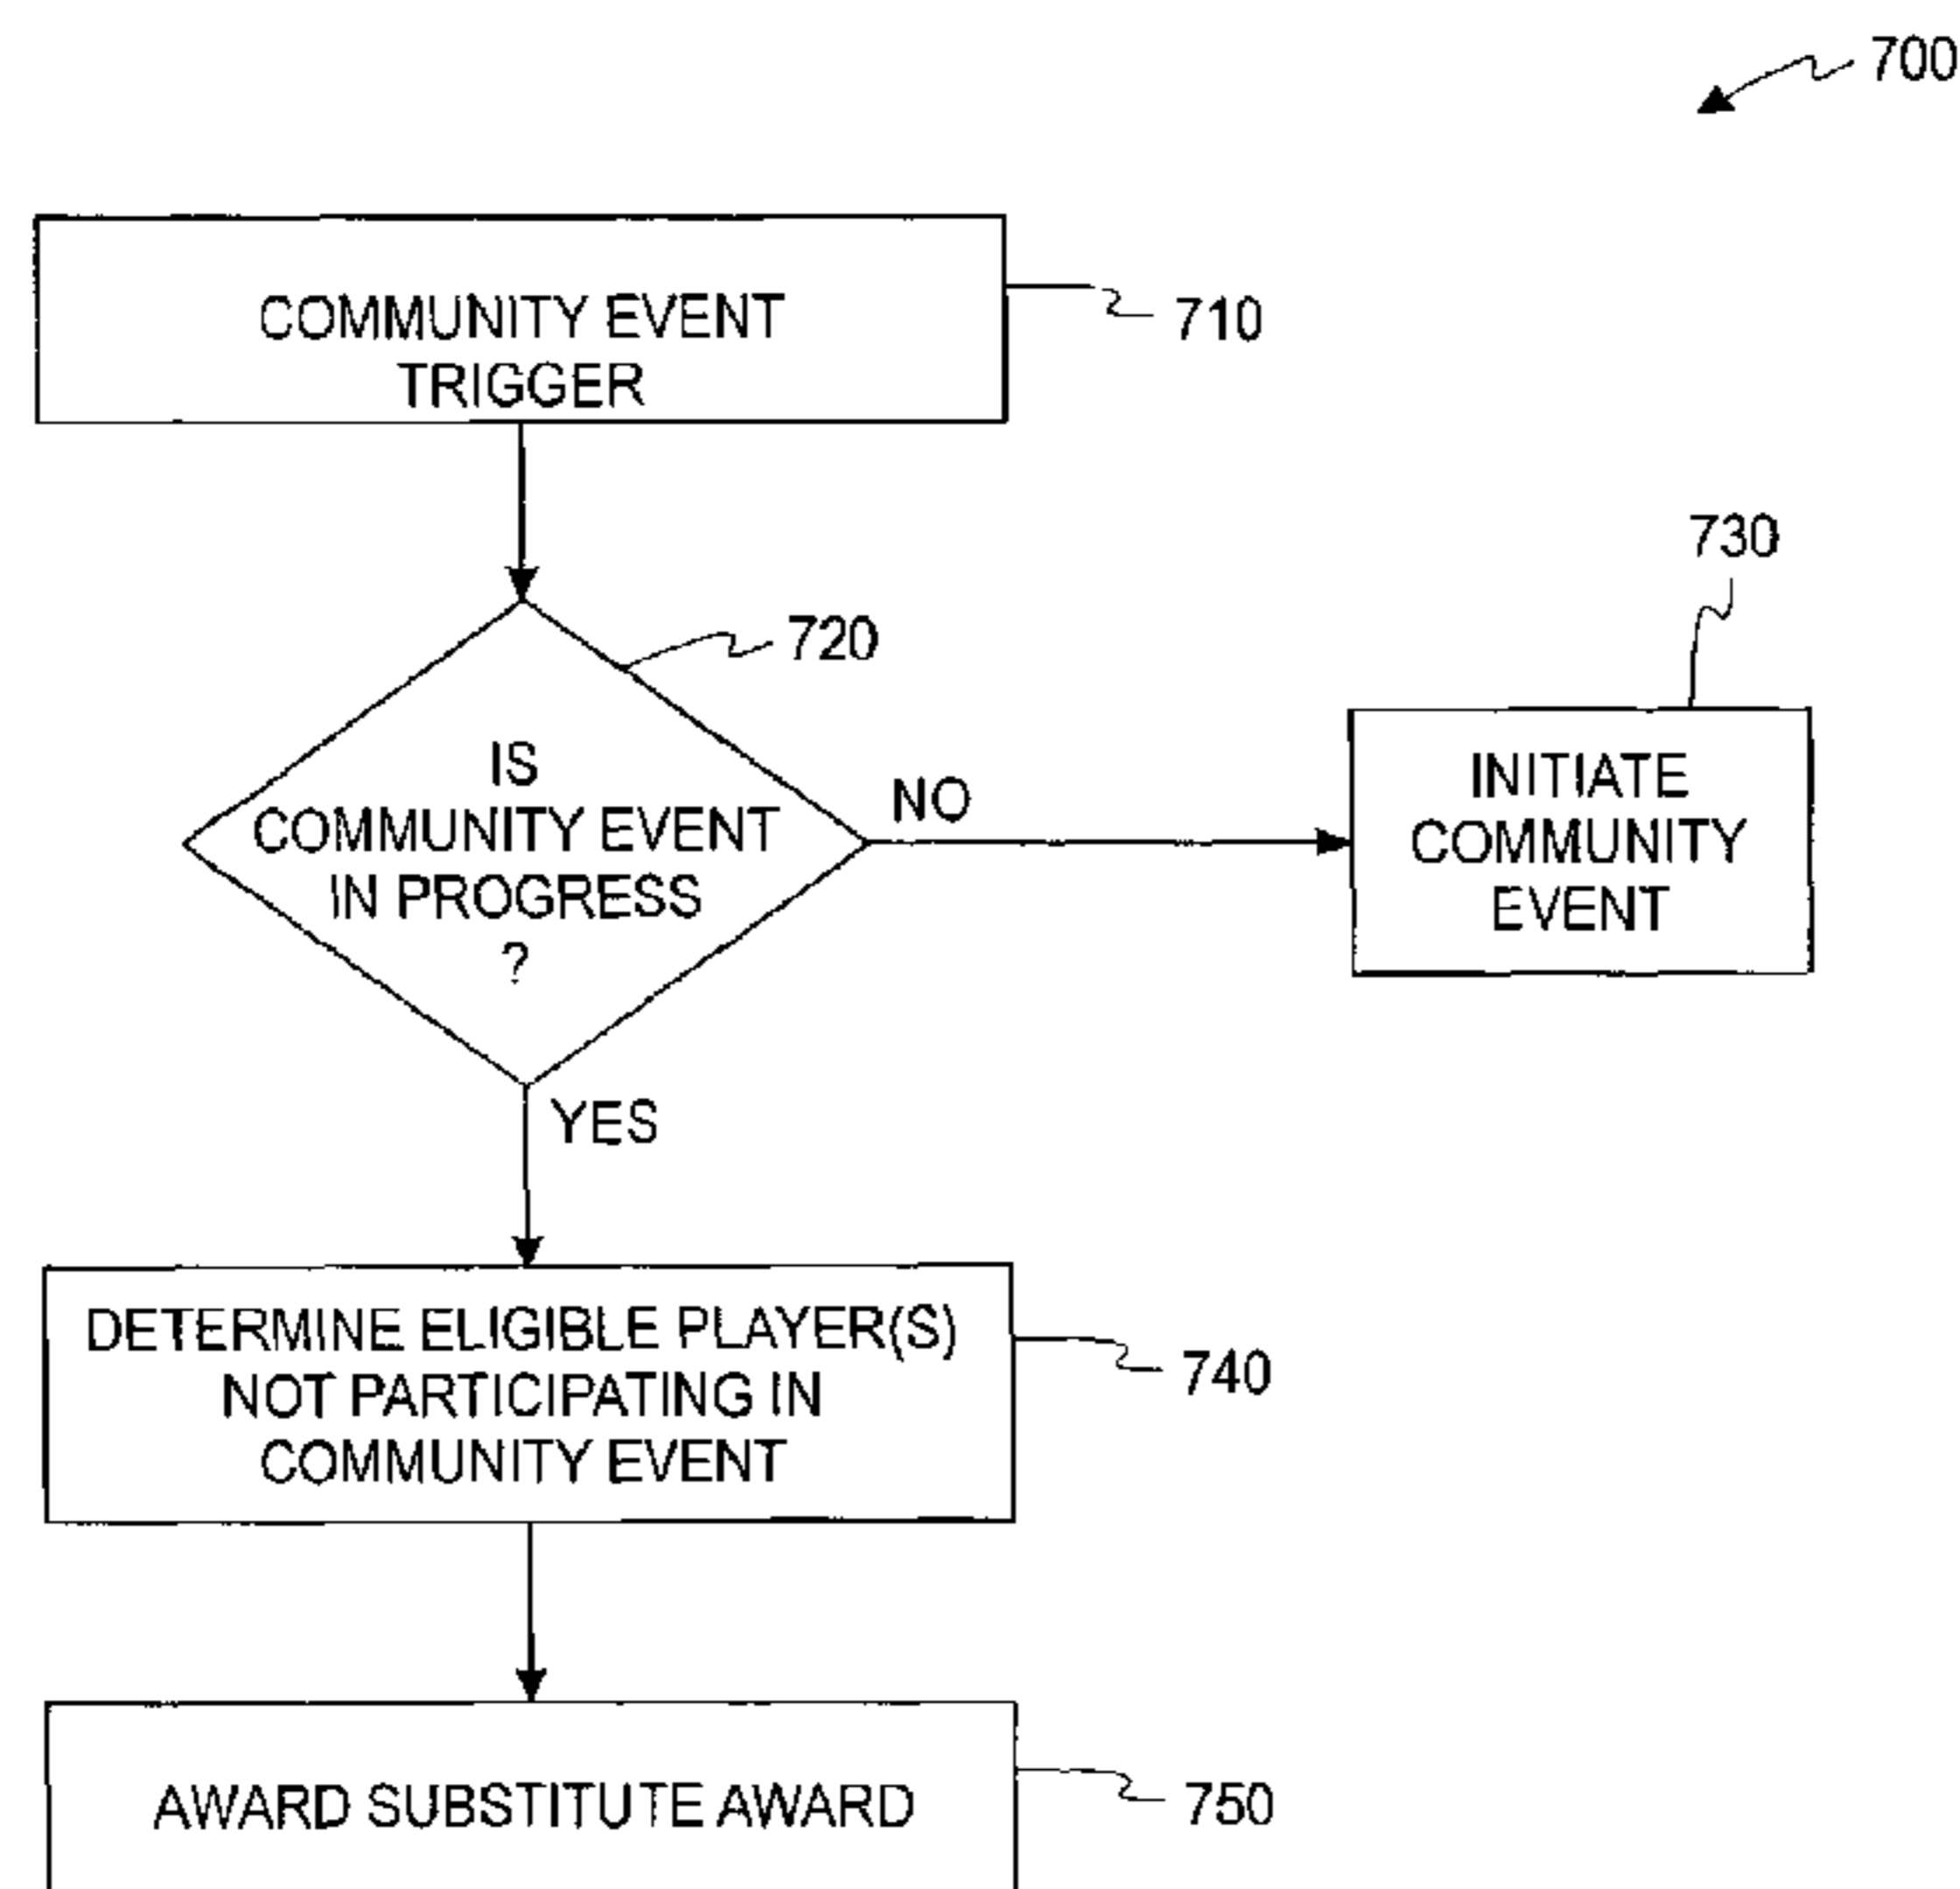 700
COMMUNITY EVENT
TRIGGER
710
720
IS
COMMUNITY EVENT
IN PROGRESS
?
NO
730
INITIATE
COMMUNITY
EVENT
YES
DETERMINE ELIGIBLE PLAYER(S)
NOT PARTICIPATING IN
COMMUNITY EVENT
740
AWARD SUBSTITUTE AWARD
750